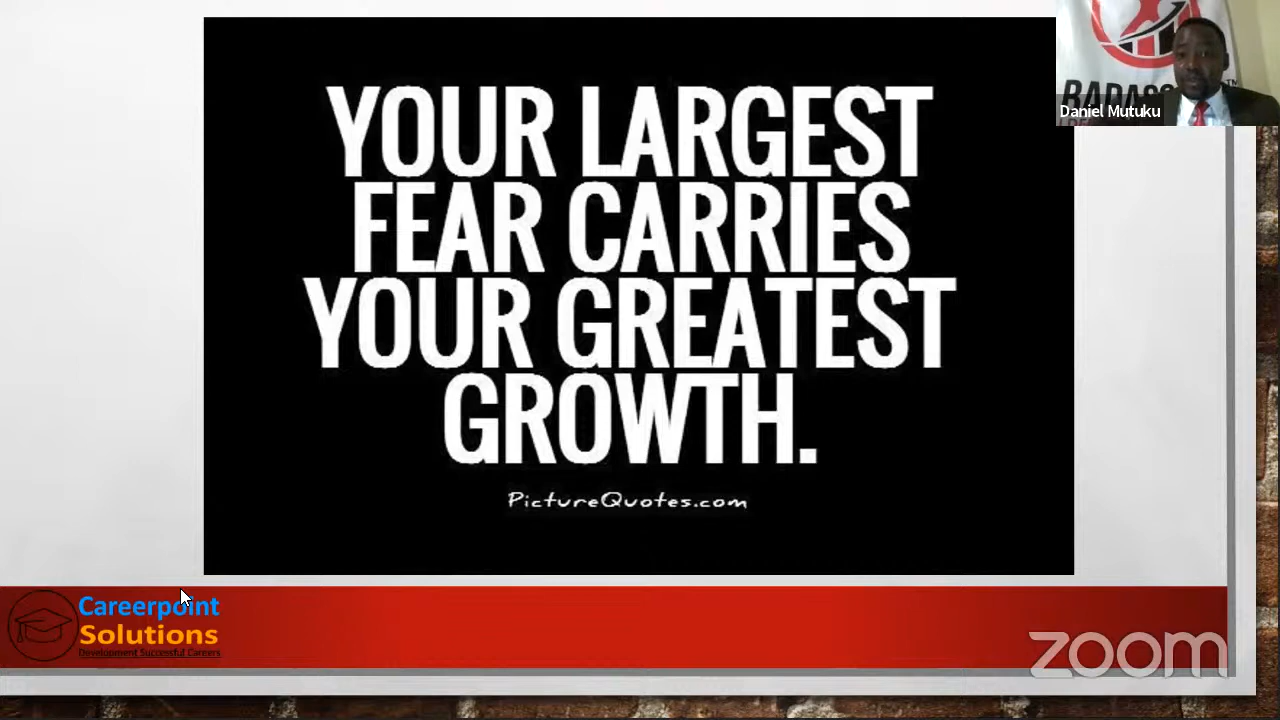 YOUR LARGEST
FEAR CARRIES
YOUR GREATEST
GROWTH.
PictureQuotes.com
Daniel Mutuku
Careerpoint
Solutions
Development Successful Careers
zoom